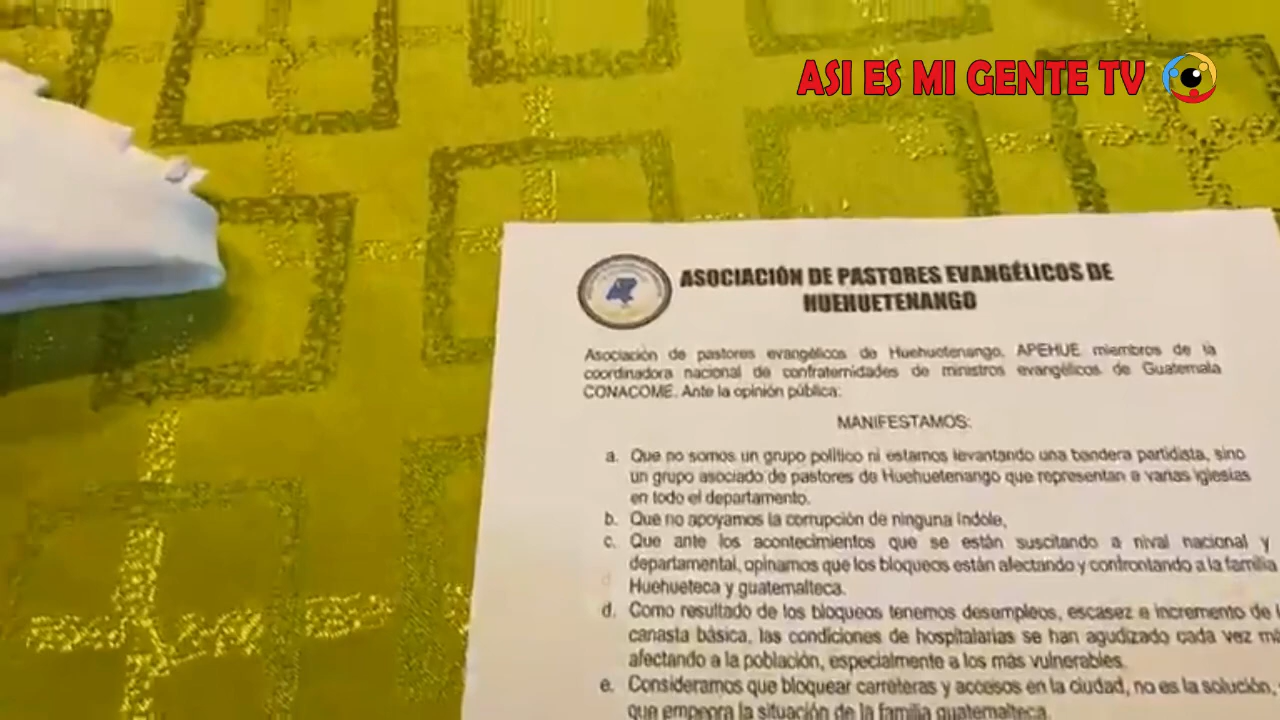 ASI ES MI GENTE TV
ASOCIACIÓN DE PASTORES EVANGÉLICOS DE
HUEHUETENANGO
Asociación de pastores evangélicos de Huehuetenango, APEHUE miembros de la
coordinadora nacional de confraternidades de ministros evangélicos de Guatemala
CONACOME. Ante la opinión pública:
MANIFESTAMOS:
a. Que no somos un grupo político ni estamos levantando una bandera partidista, sino
un grupo asociado de pastores de Huehuetenango que representan a varias iglesias
en todo el departamento.
b. Que no apoyamos la corrupción de ninguna índole,
c. Que ante los acontecimientos que se están suscitando a nival nacional y
departamental, opinamos que los bloqueos están afectando y confrontando a la familia
Huehueteca y guatemalteca.
d. Como resultado de los bloqueos tenemos desempleos, escasez e incremento de
canasta básica, las condiciones de hospitalarias se han agudizado cada vez
afectando a la población, especialmente a los más vulnerables.
e. Consideramos que bloquear carreteras y accesos en la ciudad, no es la solución,
que empeora la situación de la familia guatemalteca.